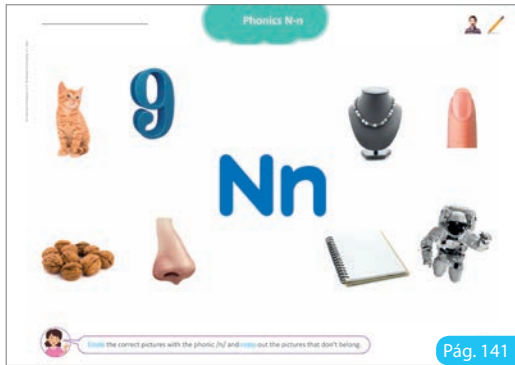 Phonics N-n
9
Nn
Circle the correct pictures with the phonic /n/ and cross out the pictures that don't belong.
Pág. 141